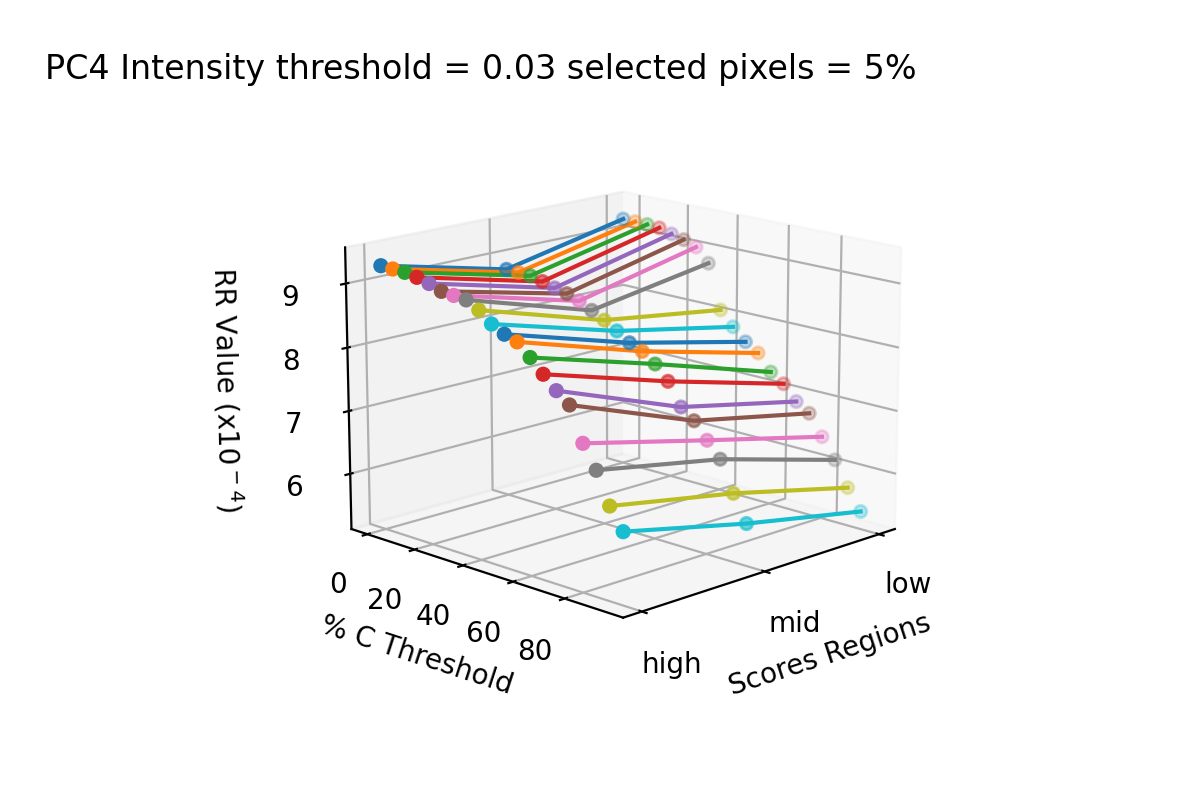 PC4 Intensity threshold = 0.03 selected pixels = 5%
RR Value (x10⁻⁴)
9
8
7
6
0
20
40
60
80
% C Threshold
high
mid
low
Scores Regions